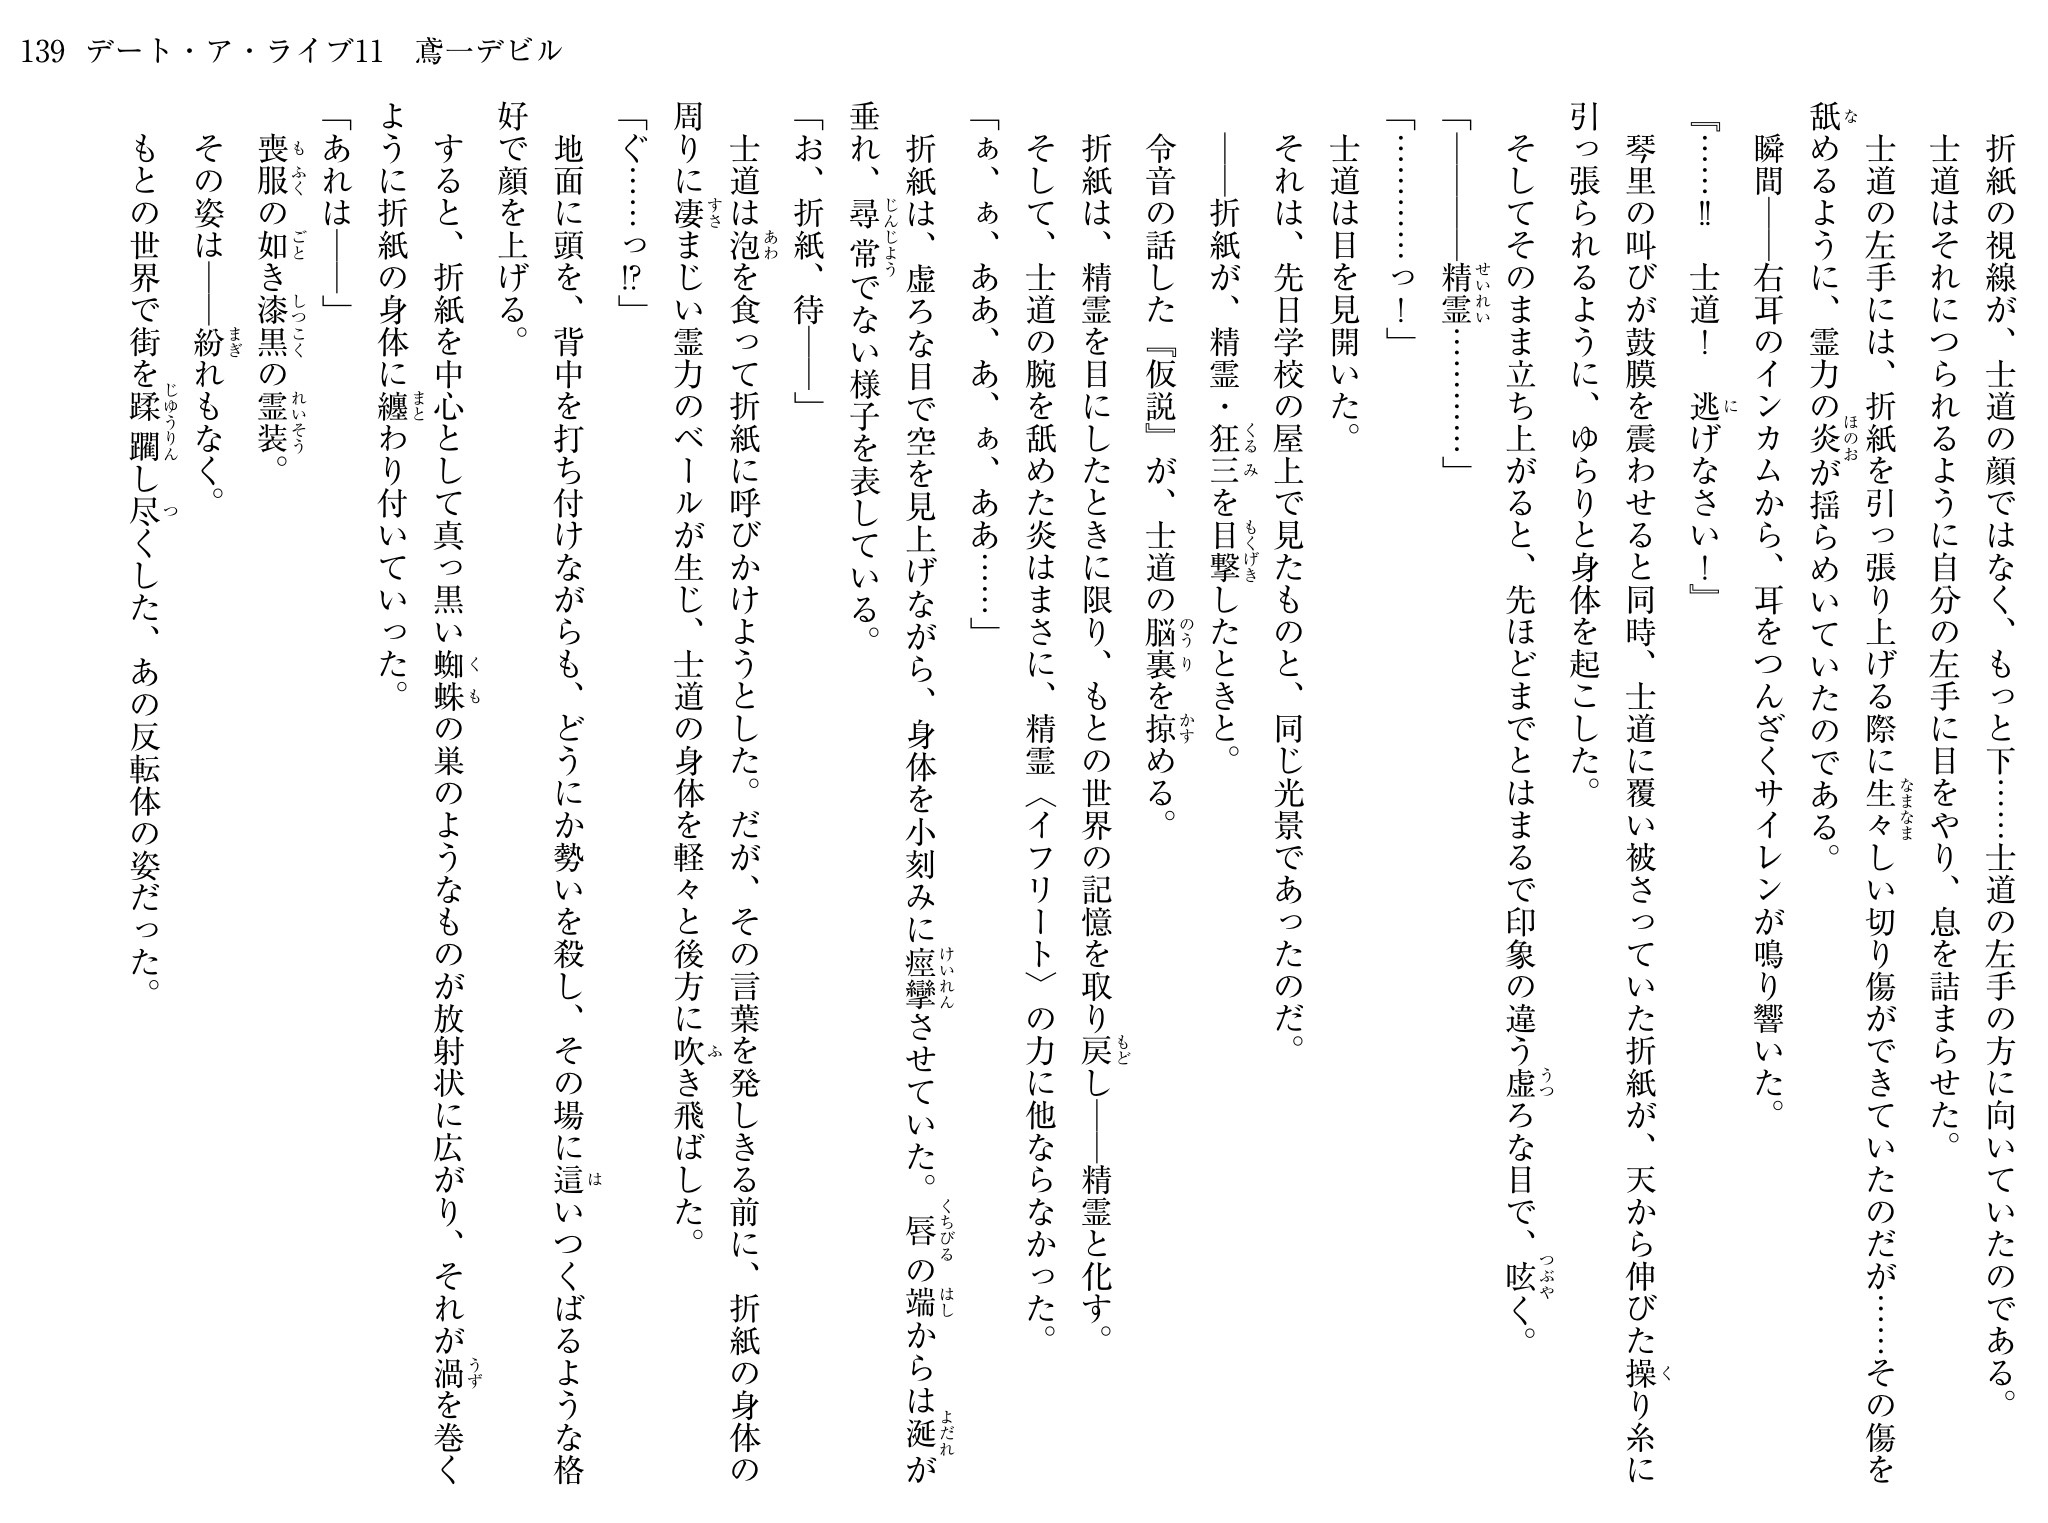 139 デート・ア・ライブ11　鳶一デビル
　折紙の視線が、士道の顔ではなく、もっと下……士道の左手の方に向いていたのである。
　士道はそれにつられるように自分の左手に目をやり、息を詰まらせた。
　士道の左手には、折紙を引っ張り上げる際に生々しい切り傷ができていたのだが……その傷を
舐めるように、霊力の炎が揺らめいていたのである。
　瞬間――右耳のインカムから、耳をつんざくサイレンが鳴り響いた。
『……‼　士道！　逃げなさい！』
　琴里の叫びが鼓膜を震わせると同時、士道に覆い被さっていた折紙が、天から伸びた操り糸に
引っ張られるように、ゆらりと身体を起こした。
　そしてそのまま立ち上がると、先ほどまでとはまるで印象の違う虚ろな目で、呟く。
「――――精霊…………」
「…………っ！」
　士道は目を見開いた。
　それは、先日学校の屋上で見たものと、同じ光景であったのだ。
　――折紙が、精霊・狂三を目撃したときと。
　令音の話した『仮説』が、士道の脳裏を掠める。
　折紙は、精霊を目にしたときに限り、もとの世界の記憶を取り戻し――精霊と化す。
　そして、士道の腕を舐めた炎はまさに、精霊〈イフリート〉の力に他ならなかった。
「ぁ、ぁ、ああ、あ、ぁ、ああ……」
　折紙は、虚ろな目で空を見上げながら、身体を小刻みに痙攣させていた。唇の端からは涎が
垂れ、尋常でない様子を表している。
「お、折紙、待――」
　士道は泡を食って折紙に呼びかけようとした。だが、その言葉を発しきる前に、折紙の身体の
周りに凄まじい霊力のベールが生じ、士道の身体を軽々と後方に吹き飛ばした。
「ぐ……っ⁉」
　地面に頭を、背中を打ち付けながらも、どうにか勢いを殺し、その場に這いつくばるような格
好で顔を上げる。
　すると、折紙を中心として真っ黒い蜘蛛の巣のようなものが放射状に広がり、それが渦を巻く
ように折紙の身体に纏わり付いていった。
「あれは――」
　喪服の如き漆黒の霊装。
　その姿は――紛れもなく。
　もとの世界で街を蹂躙し尽くした、あの反転体の姿だった。